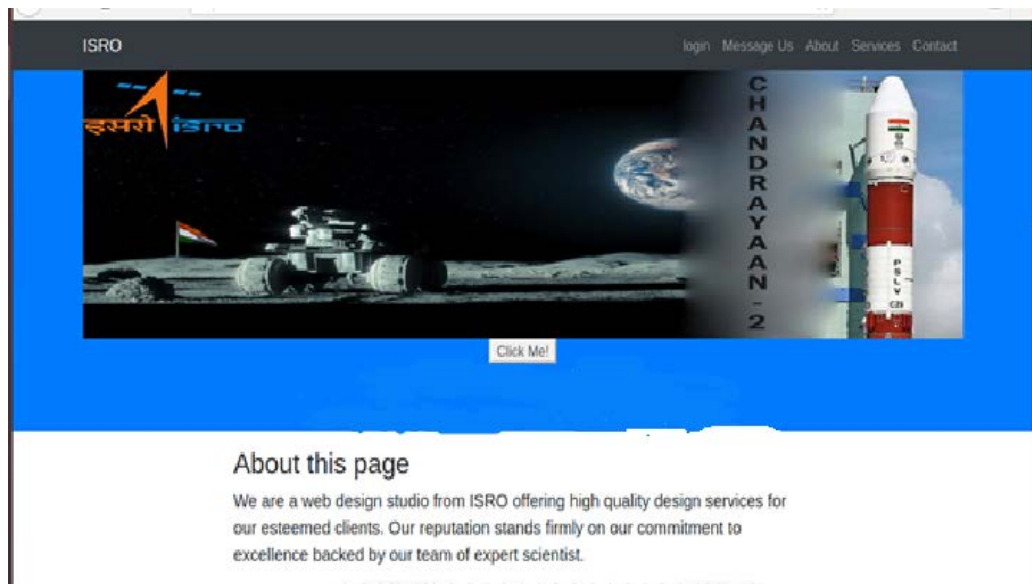 ISRO
login Message Us About Services Contact
इसरो isro
CHANDRAYAAN-2
PSLV
C23
Click Me!
About this page
We are a web design studio from ISRO offering high quality design services for
our esteemed clients. Our reputation stands firmly on our commitment to
excellence backed by our team of expert scientist.